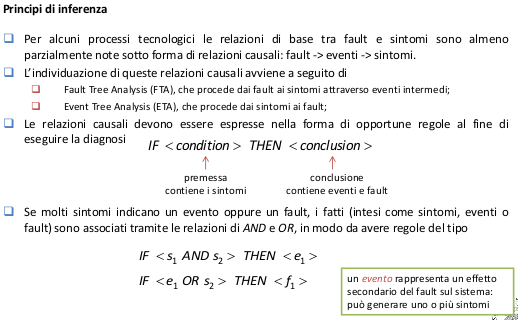 Principi di inferenza
Per alcuni processi tecnologici le relazioni di base tra fault e sintomi sono almeno
parzialmente note sotto forma di relazioni causali: fault -> eventi -> sintomi.
L'individuazione di queste relazioni causali avviene a seguito di
Fault Tree Analysis (FTA), che procede dai fault ai sintomi attraverso eventi intermedi;
Event Tree Analysis (ETA), che procede dai sintomi ai fault;
Le relazioni causali devono essere espresse nella forma di opportune regole al fine di
eseguire la diagnosi
IF <condition> THEN <conclusion>
premessa
contiene i sintomi
conclusione
contiene eventi e fault
Se molti sintomi indicano un evento oppure un fault, i fatti (intesi come sintomi, eventi o
fault) sono associati tramite le relazioni di AND e OR, in modo da avere regole del tipo
IF <s₁ AND s₂> THEN <e₁>
IF <e₁ OR s₂> THEN <f₁>
un evento rappresenta un effetto
secondario del fault sul sistema:
può generare uno o più sintomi